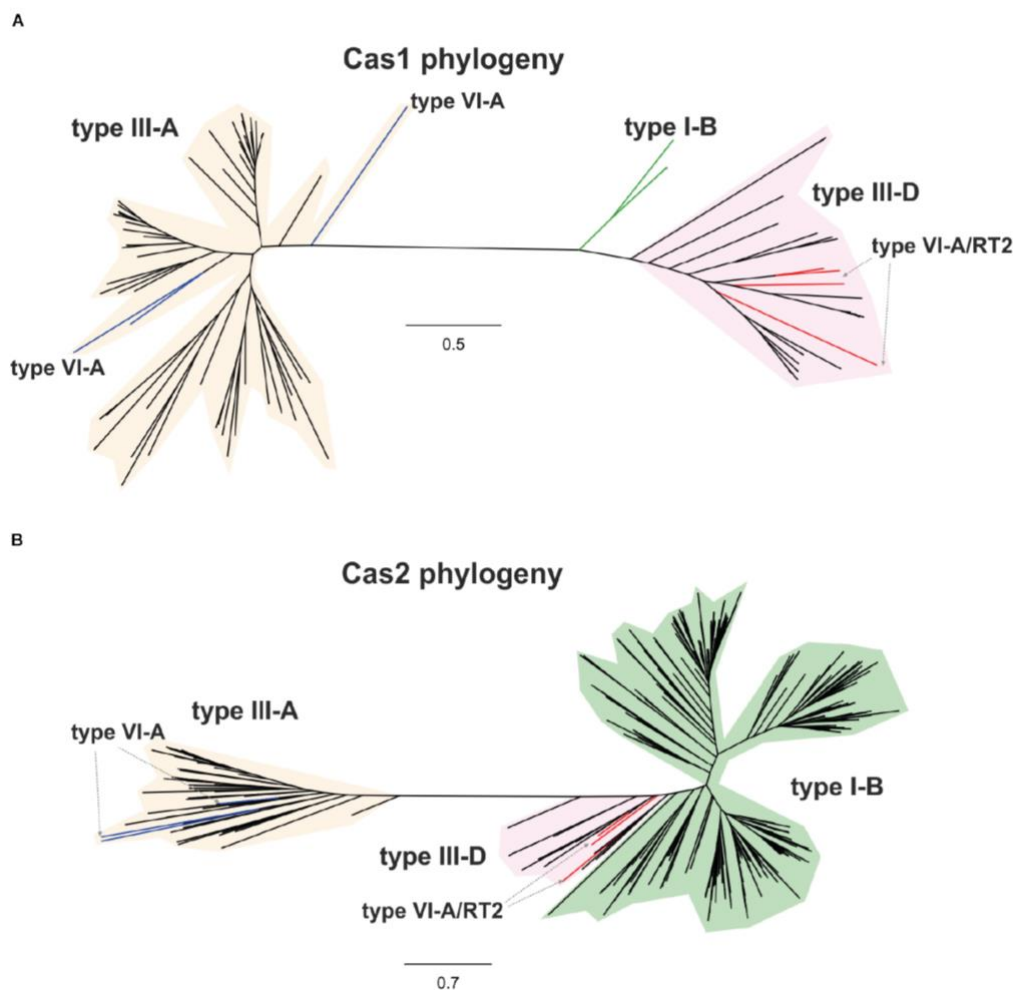 A
Cas1 phylogeny
type VI-A
type III-A
type I-B
type III-D
type VI-A/RT2
0.5
type VI-A
B
Cas2 phylogeny
type III-A
type VI-A
type I-B
type III-D
type VI-A/RT2
0.7